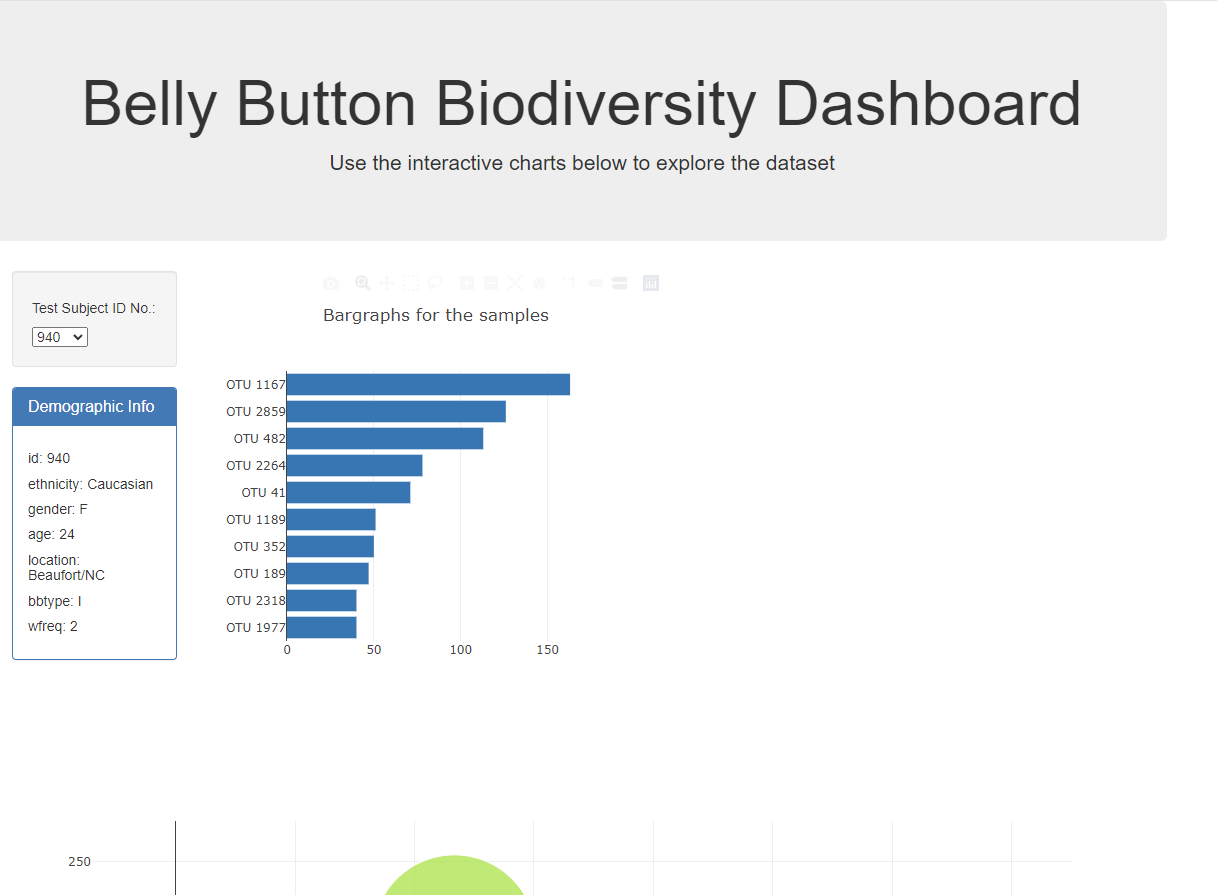 Belly Button Biodiversity Dashboard
Use the interactive charts below to explore the dataset
Test Subject ID No.:
940
Demographic Info
id: 940
ethnicity: Caucasian
gender: F
age: 24
location:
Beaufort/NC
bbtype: I
wfreq: 2
Bargraphs for the samples
OTU 1167
OTU 2859
OTU 482
OTU 2264
OTU 41
OTU 1189
OTU 352
OTU 189
OTU 2318
OTU 1977
0 50 100 150
250